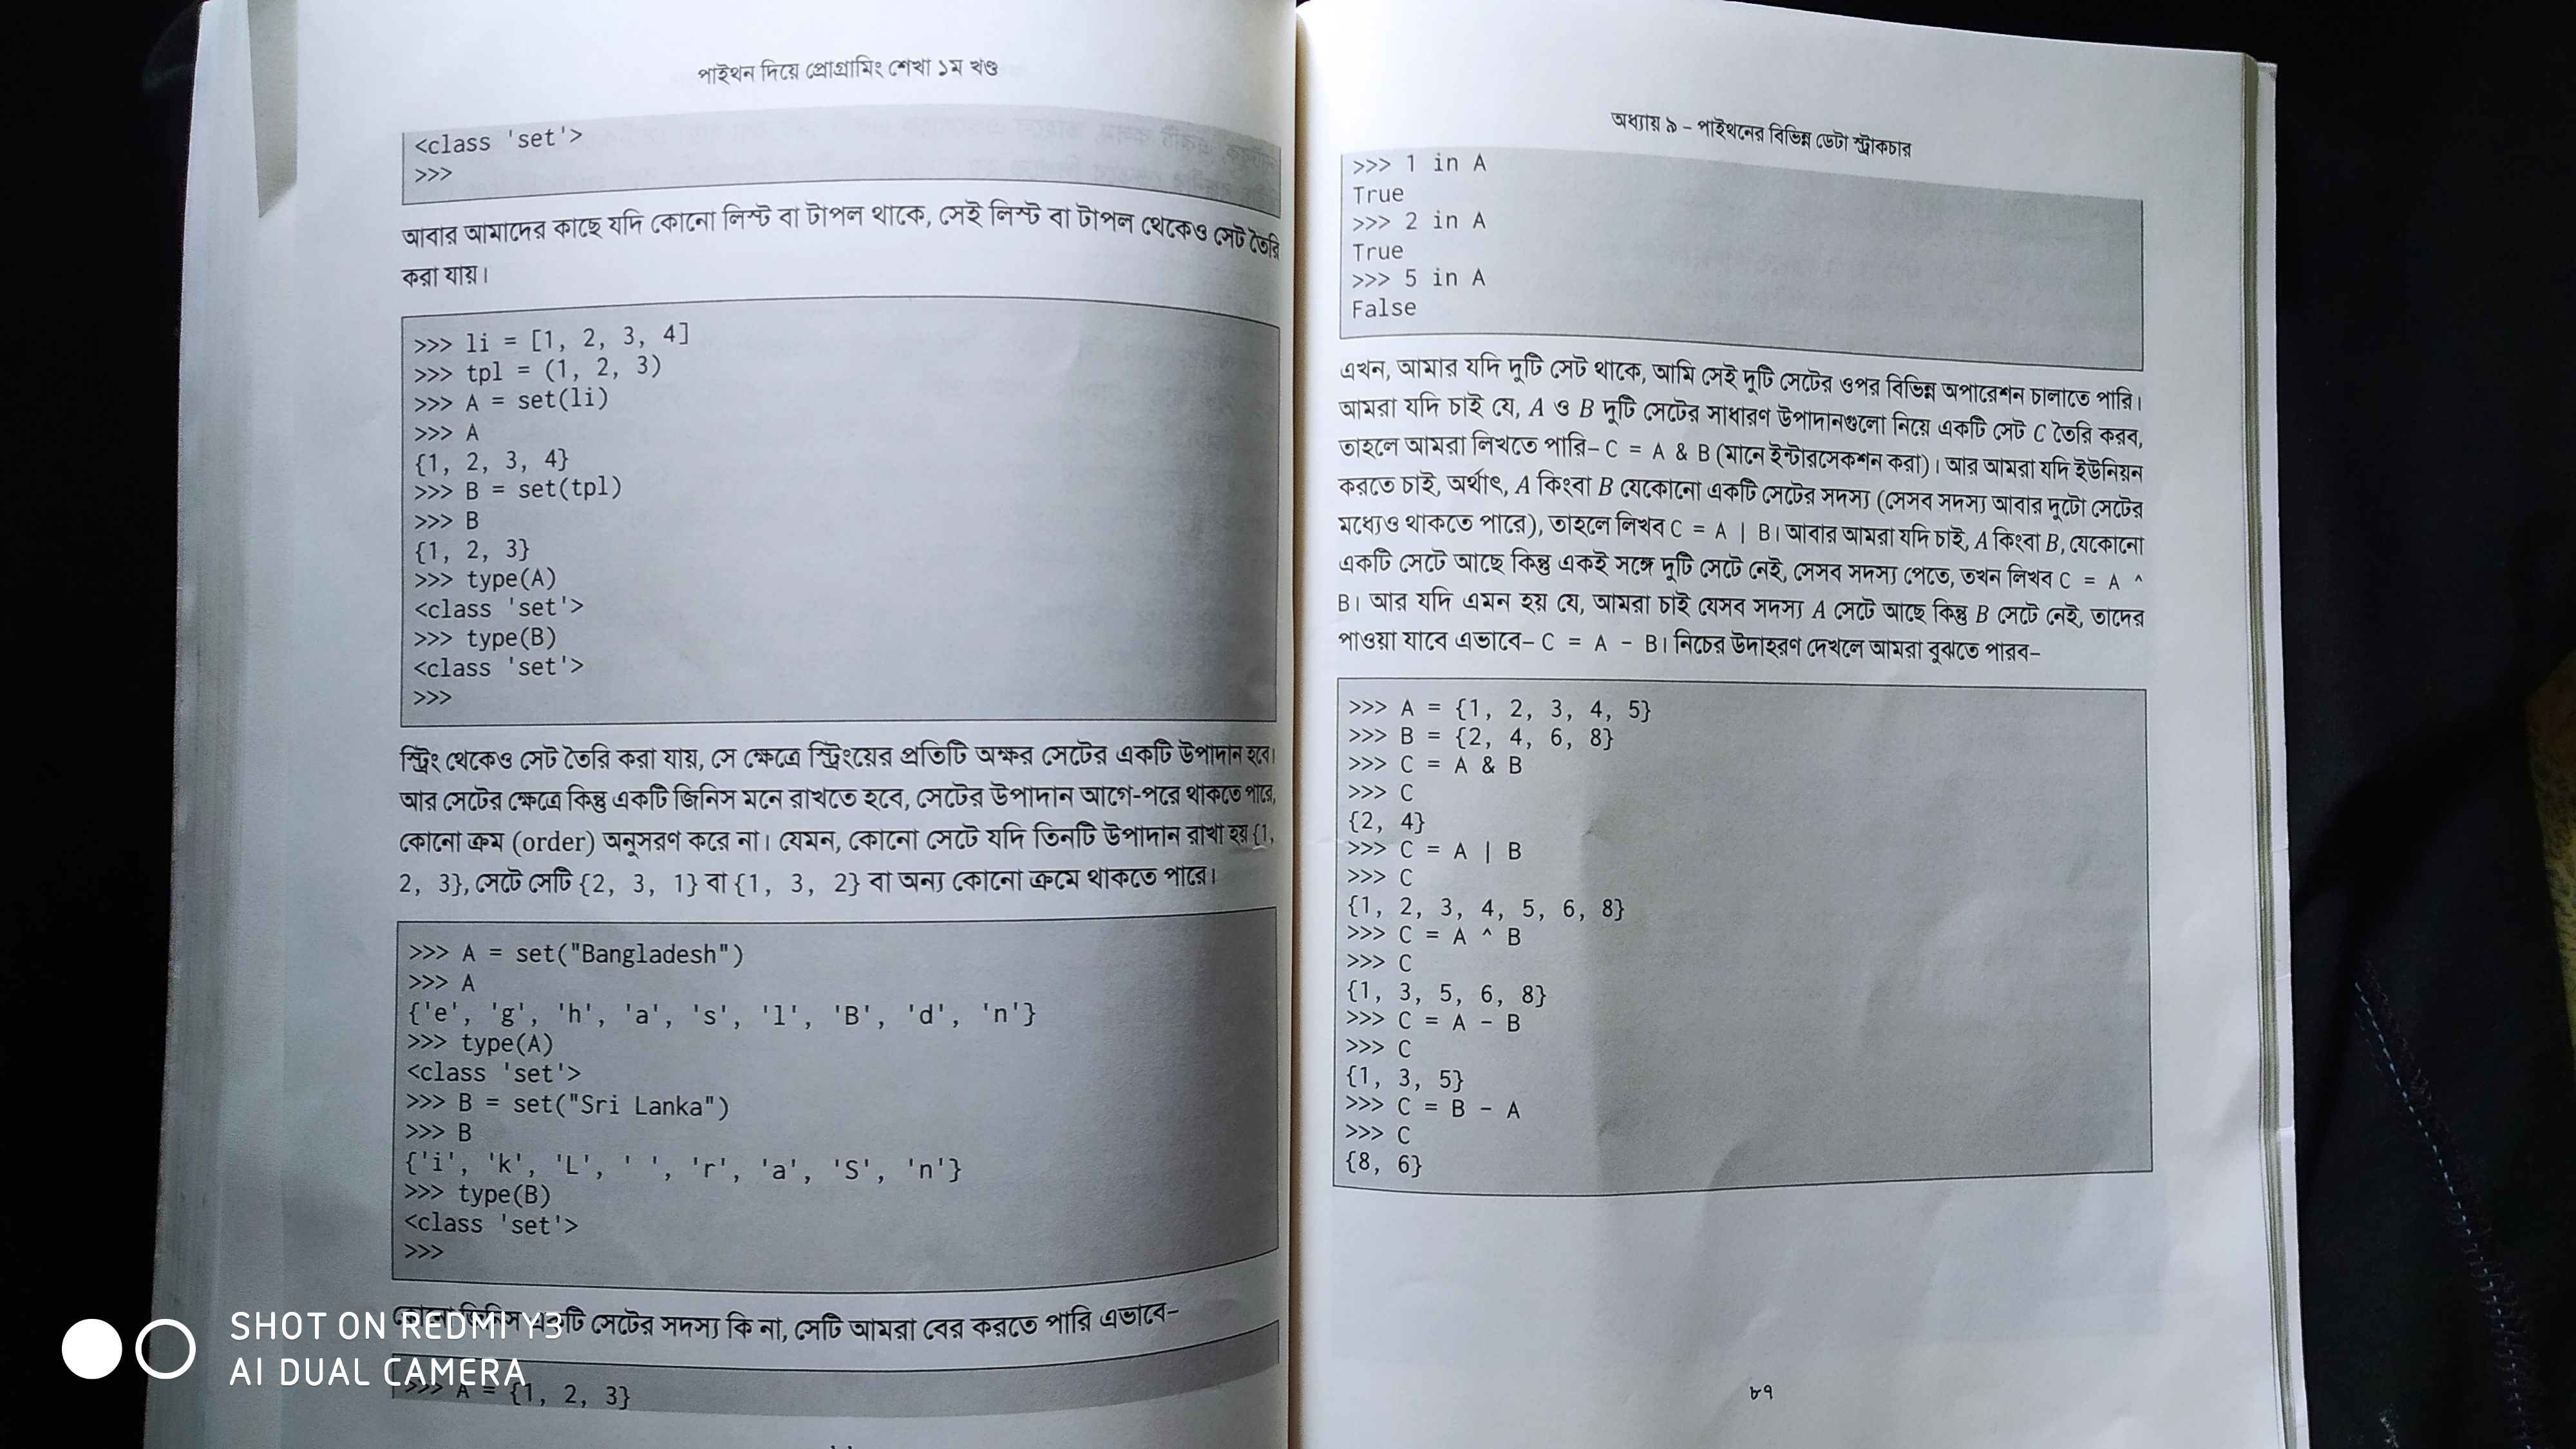 পাইথন দিয়ে প্রোগ্রামিং শেখা ১ম খণ্ড
<class 'set'>
>>>
আবার আমাদের কাছে যদি কোনো লিস্ট বা টাপল থাকে, সেই লিস্ট বা টাপল থেকেও সেট তৈরি
করা যায়।
>>> li = [1, 2, 3, 4]
>>> tpl = (1, 2, 3)
>>> A = set(li)
>>> A
{1, 2, 3, 4}
>>> B = set(tpl)
>>> B
{1, 2, 3}
>>> type(A)
<class 'set'>
>>> type(B)
<class 'set'>
>>>
স্ট্রিং থেকেও সেট তৈরি করা যায়, সে ক্ষেত্রে স্ট্রিংয়ের প্রতিটি অক্ষর সেটের একটি উপাদান হবে।
আর সেটের ক্ষেত্রে কিন্তু একটি জিনিস মনে রাখতে হবে, সেটের উপাদান আগে-পরে থাকতে পারে,
কোনো ক্রম (order) অনুসরণ করে না। যেমন, কোনো সেটে যদি তিনটি উপাদান রাখা হয় {1,
2, 3}, সেটে সেটি {2, 3, 1} বা {1, 3, 2} বা অন্য কোনো ক্রমে থাকতে পারে।
>>> A = set("Bangladesh")
>>> A
{'e', 'g', 'h', 'a', 's', 'l', 'B', 'd', 'n'}
>>> type(A)
<class 'set'>
>>> B = set("Sri Lanka")
>>> B
{'i', 'k', 'L', ' ', 'r', 'a', 'S', 'n'}
>>> type(B)
<class 'set'>
>>>
কোনো জিনিস একটি সেটের সদস্য কি না, সেটি আমরা বের করতে পারি এভাবে–
>>> A = {1, 2, 3}
SHOT ON REDMI Y3
AI DUAL CAMERA
অধ্যায় ৯ – পাইথনের বিভিন্ন ডেটা স্ট্রাকচার
>>> 1 in A
True
>>> 2 in A
True
>>> 5 in A
False
এখন, আমার যদি দুটি সেট থাকে, আমি সেই দুটি সেটের ওপর বিভিন্ন অপারেশন চালাতে পারি।
আমরা যদি চাই যে, A ও B দুটি সেটের সাধারণ উপাদানগুলো নিয়ে একটি সেট C তৈরি করব,
তাহলে আমরা লিখতে পারি– C = A & B (মানে ইন্টারসেকশন করা)। আর আমরা যদি ইউনিয়ন
করতে চাই, অর্থাৎ, A কিংবা B যেকোনো একটি সেটের সদস্য (সেসব সদস্য আবার দুটো সেটের
মধ্যেও থাকতে পারে), তাহলে লিখব C = A | B। আবার আমরা যদি চাই, A কিংবা B, যেকোনো
একটি সেটে আছে কিন্তু একই সঙ্গে দুটি সেটে নেই, সেসব সদস্য পেতে, তখন লিখব C = A ^
B। আর যদি এমন হয় যে, আমরা চাই যেসব সদস্য A সেটে আছে কিন্তু B সেটে নেই, তাদের
পাওয়া যাবে এভাবে– C = A - B। নিচের উদাহরণ দেখলে আমরা বুঝতে পারব–
>>> A = {1, 2, 3, 4, 5}
>>> B = {2, 4, 6, 8}
>>> C = A & B
>>> C
{2, 4}
>>> C = A | B
>>> C
{1, 2, 3, 4, 5, 6, 8}
>>> C = A ^ B
>>> C
{1, 3, 5, 6, 8}
>>> C = A - B
>>> C
{1, 3, 5}
>>> C = B - A
>>> C
{8, 6}
৮৭